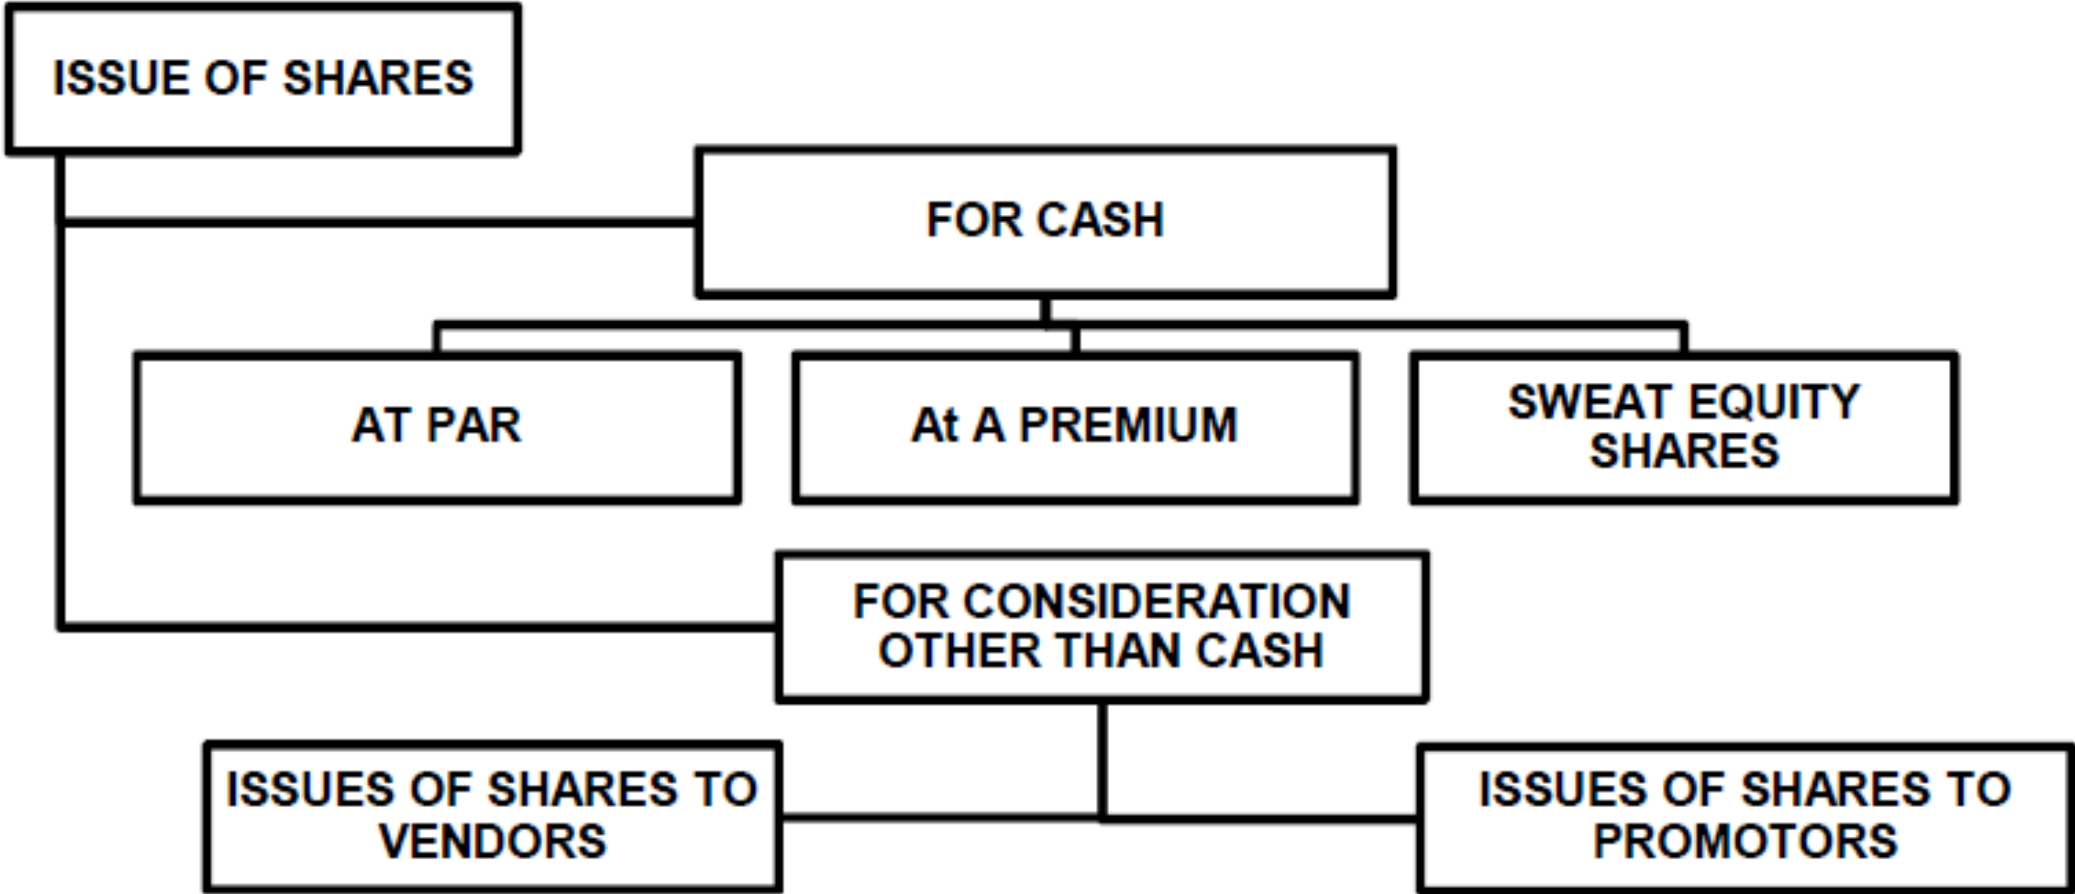 ISSUE OF SHARES
FOR CASH
AT PAR
At A PREMIUM
SWEAT EQUITY
SHARES
FOR CONSIDERATION
OTHER THAN CASH
ISSUES OF SHARES TO
VENDORS
ISSUES OF SHARES TO
PROMOTORS